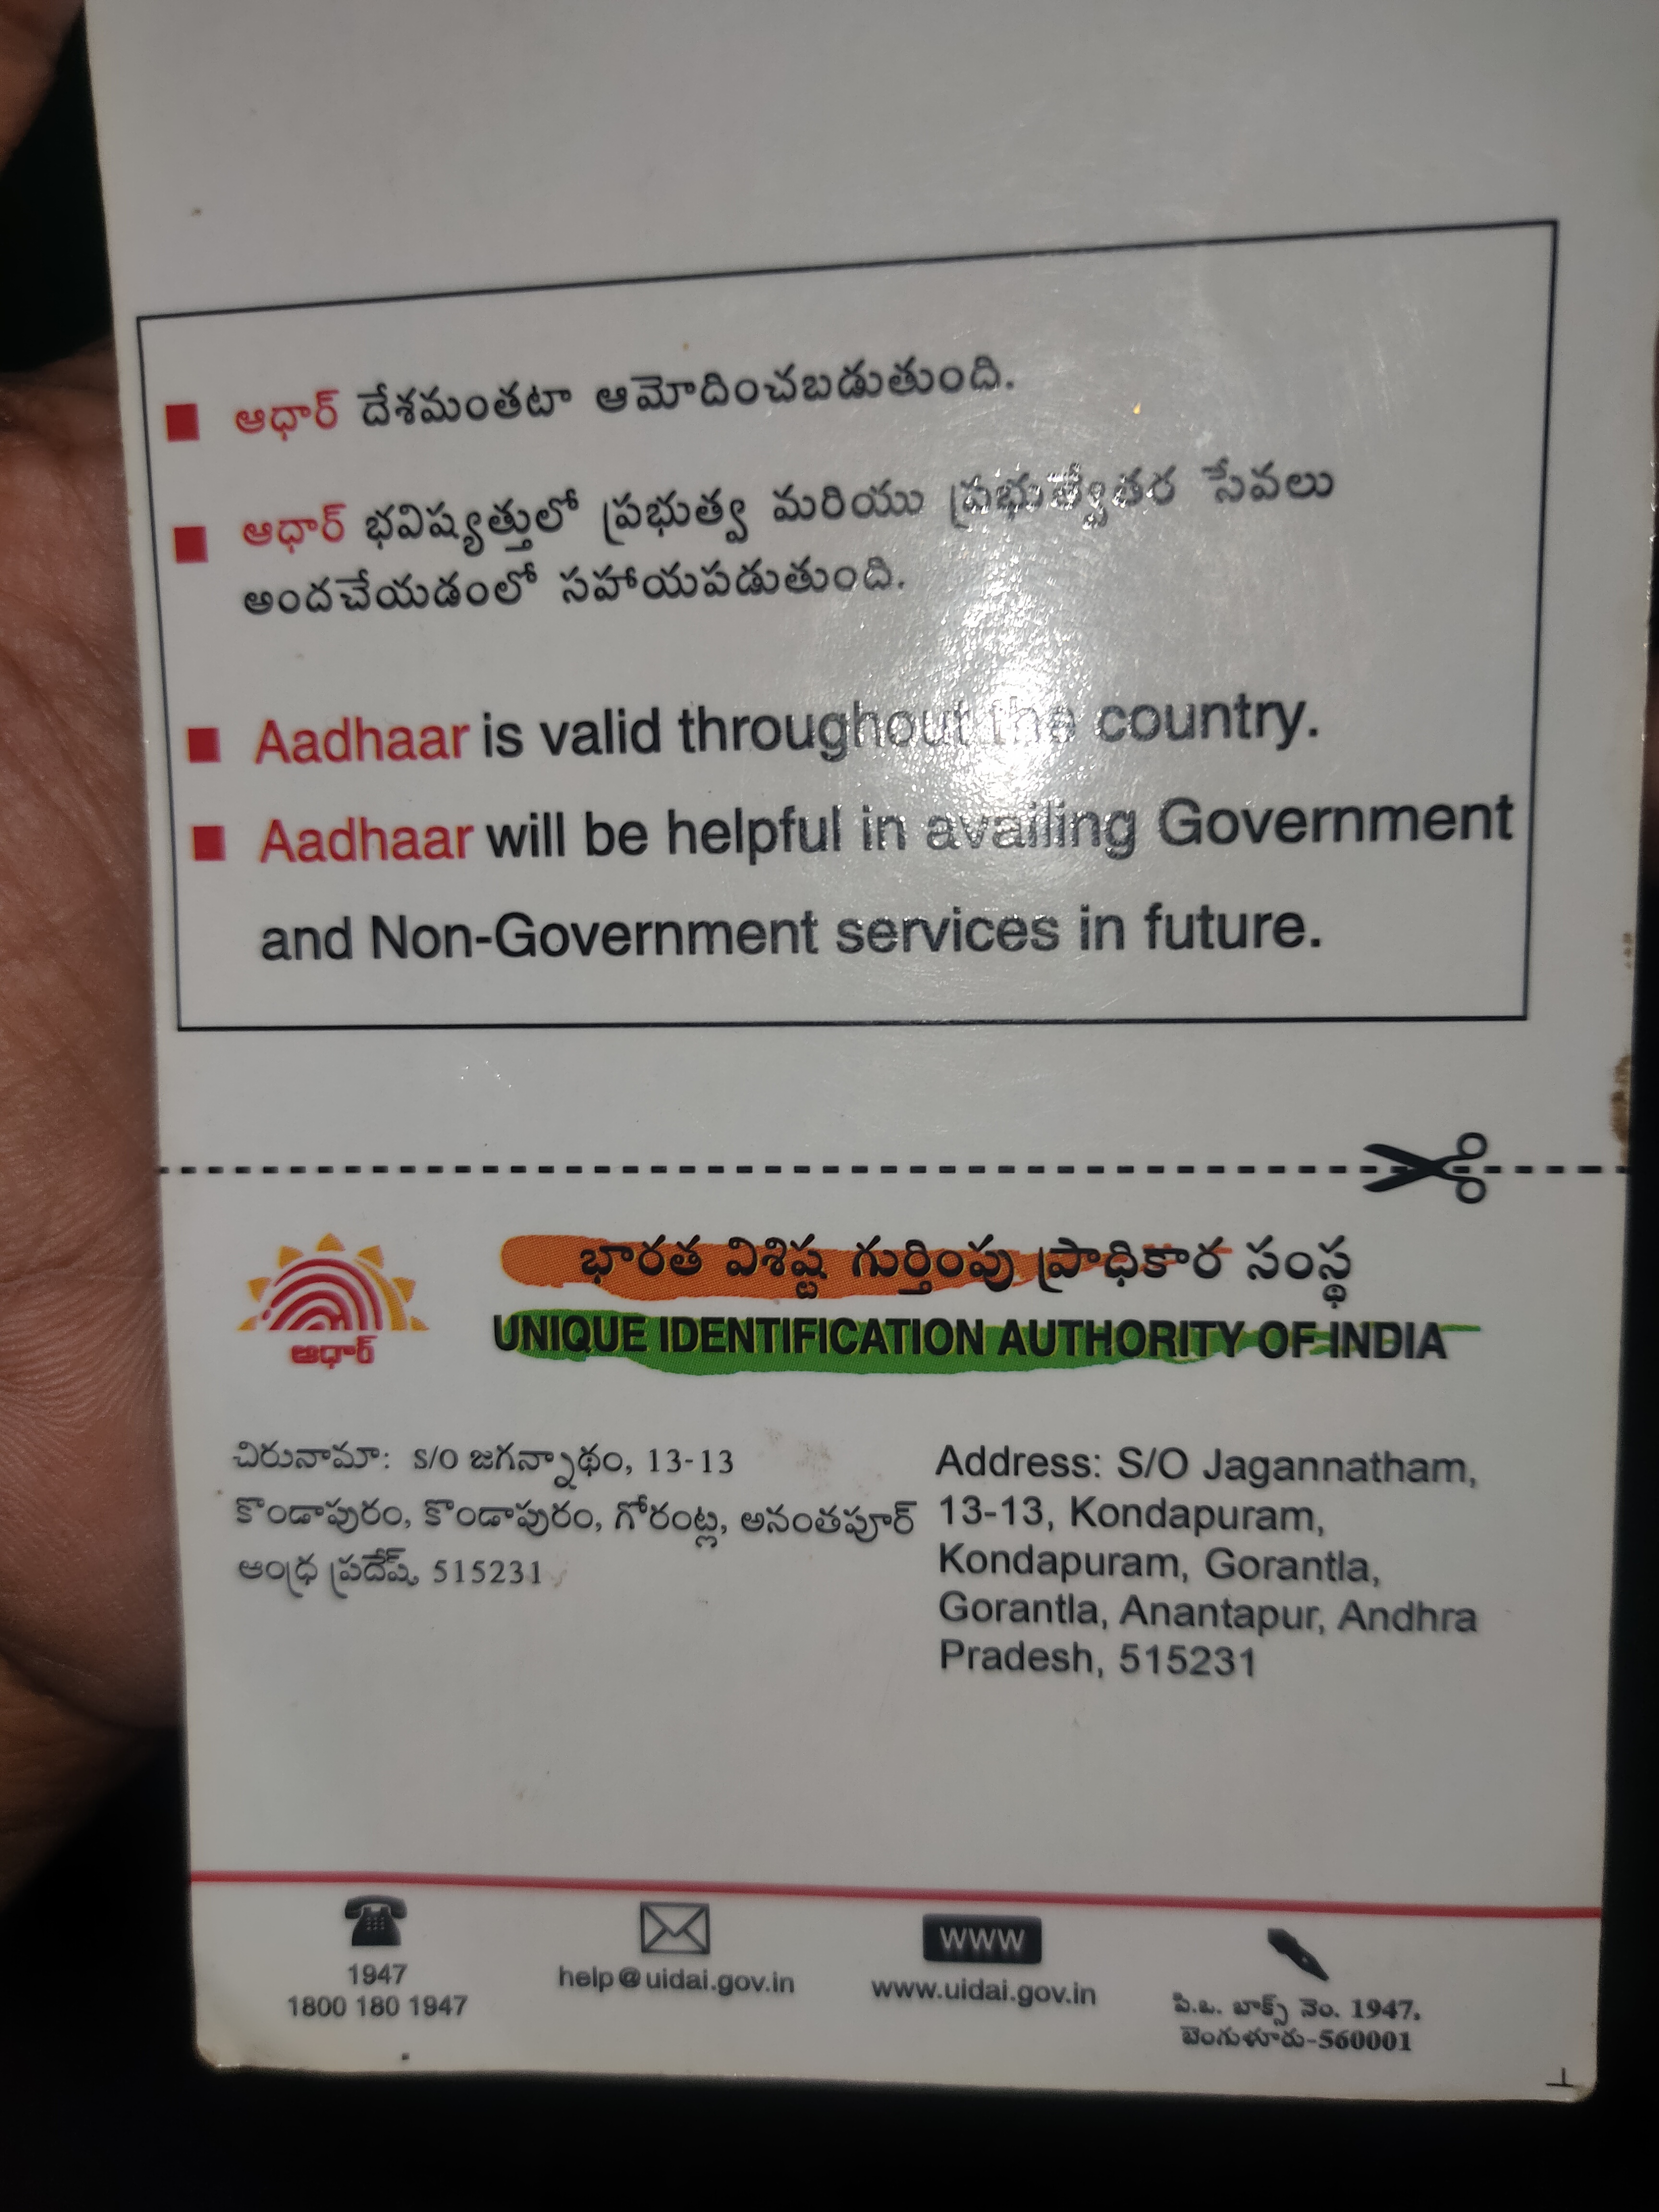 ఆధార్ దేశమంతటా ఆమోదించబడుతుంది.
ఆధార్ భవిష్యత్తులో ప్రభుత్వ మరియు ప్రభుత్వేతర సేవలు
అందచేయడంలో సహాయపడుతుంది.
Aadhaar is valid throughout the country.
Aadhaar will be helpful in availing Government
and Non-Government services in future.
భారత విశిష్ట గుర్తింపు ప్రాధికార సంస్థ
UNIQUE IDENTIFICATION AUTHORITY OF INDIA
ఆధార్
చిరునామా: S/O జగన్నాథం, 13-13
కొండాపురం, కొండాపురం, గోరంట్ల, అనంతపూర్
ఆంధ్ర ప్రదేశ్, 515231
Address: S/O Jagannatham,
13-13, Kondapuram,
Kondapuram, Gorantla,
Gorantla, Anantapur, Andhra
Pradesh, 515231
1947
1800 180 1947
help@uidai.gov.in
WWW
www.uidai.gov.in
పి.ఒ. బాక్స్ నెం. 1947,
బెంగుళూరు-560001